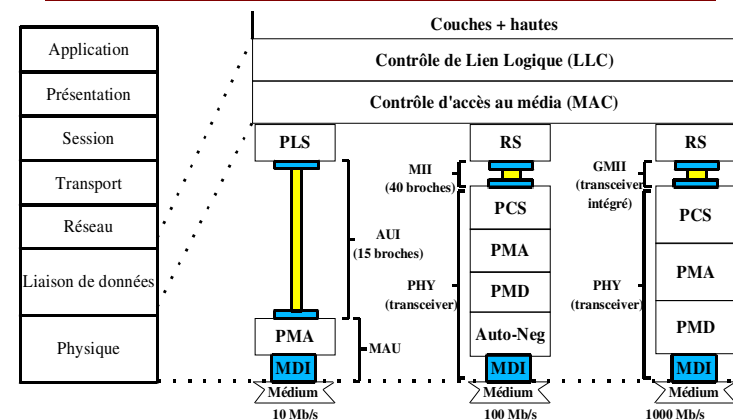 Application
Présentation
Session
Transport
Réseau
Liaison de données
Physique
Couches + hautes
Contrôle de Lien Logique (LLC)
Contrôle d'accès au média (MAC)
PLS
AUI
(15 broches)
PMA
MAU
MDI
Médium
10 Mb/s
RS
MII
(40 broches)
PCS
PMA
PMD
PHY
(transceiver)
Auto-Neg
MDI
Médium
100 Mb/s
RS
GMII
(transceiver
intégré)
PCS
PMA
PHY
(transceiver)
PMD
MDI
Médium
1000 Mb/s